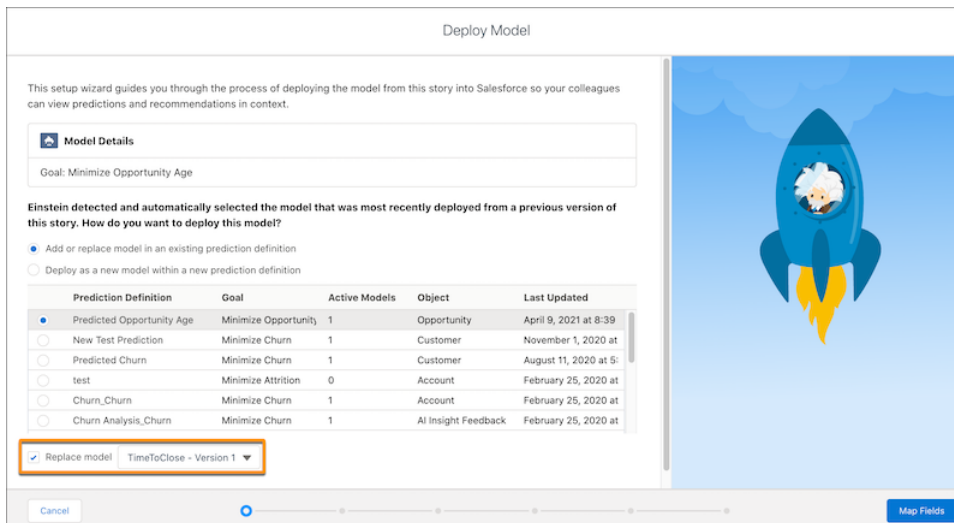 Deploy Model
This setup wizard guides you through the process of deploying the model from this story into Salesforce so your colleagues
can view predictions and recommendations in context.
Model Details
Goal: Minimize Opportunity Age
Einstein detected and automatically selected the model that was most recently deployed from a previous version of
this story. How do you want to deploy this model?
Add or replace model in an existing prediction definition
Deploy as a new model within a new prediction definition
Prediction Definition Goal Active Models Object Last Updated
Predicted Opportunity Age Minimize Opportunity 1 Opportunity April 9, 2021 at 8:39
New Test Prediction Minimize Churn 1 Customer November 1, 2020 at
Predicted Churn Minimize Churn 1 Customer August 11, 2020 at 5:
test Minimize Attrition 0 Account February 25, 2020 at
Churn_Churn Minimize Churn 1 Account February 25, 2020 at
Churn Analysis_Churn Minimize Churn 1 AI Insight Feedback February 25, 2020 at
Replace model TimeToClose - Version 1
Cancel Map Fields